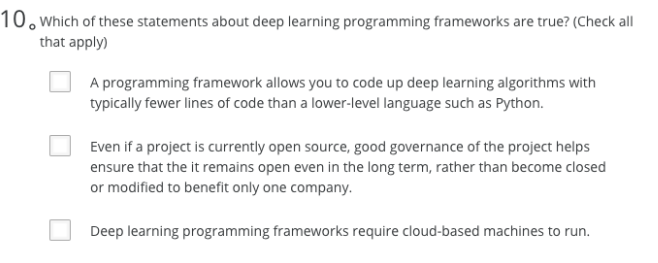 10. Which of these statements about deep learning programming frameworks are true? (Check all
that apply)
A programming framework allows you to code up deep learning algorithms with
typically fewer lines of code than a lower-level language such as Python.
Even if a project is currently open source, good governance of the project helps
ensure that the it remains open even in the long term, rather than become closed
or modified to benefit only one company.
Deep learning programming frameworks require cloud-based machines to run.